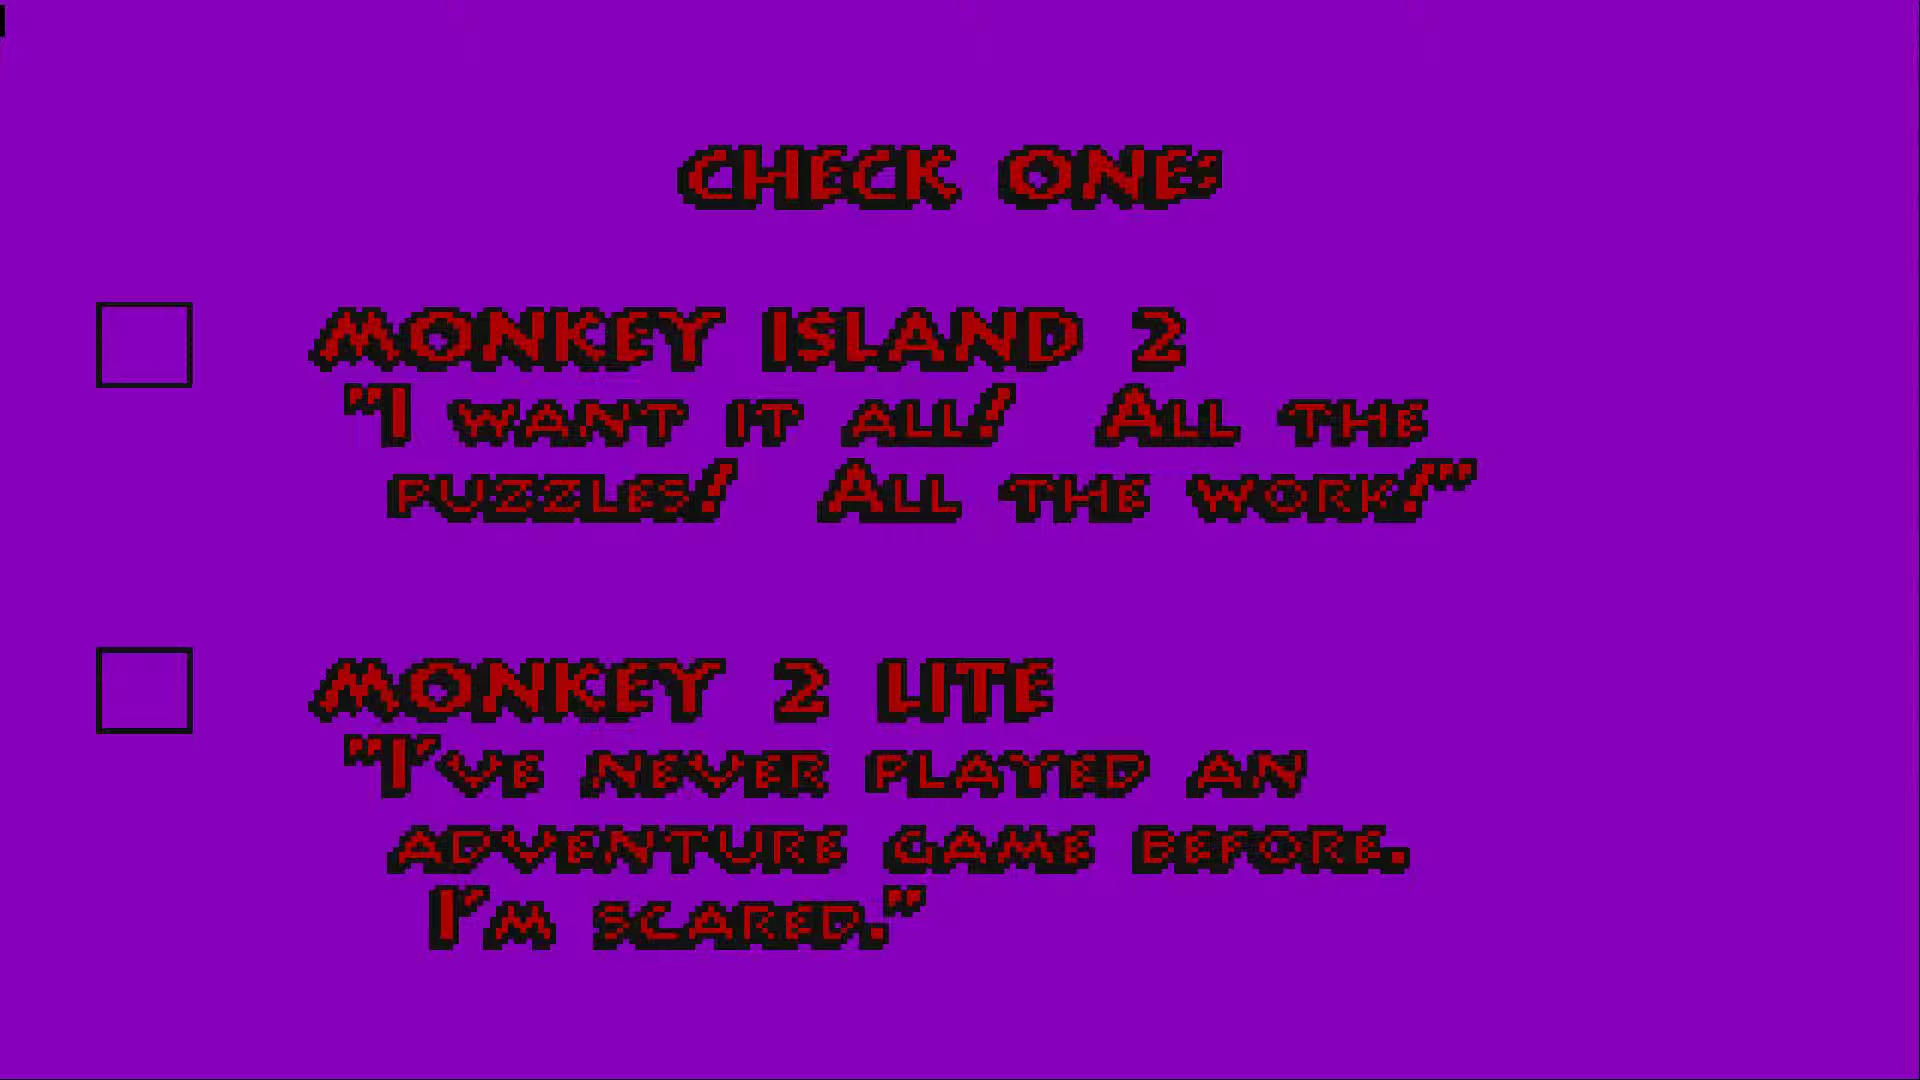 CHECK ONE:
MONKEY ISLAND 2
"I WANT IT ALL!  ALL THE
PUZZLES!  ALL THE WORK!"
MONKEY 2 LITE
"I'VE NEVER PLAYED AN
ADVENTURE GAME BEFORE.
I'M SCARED."